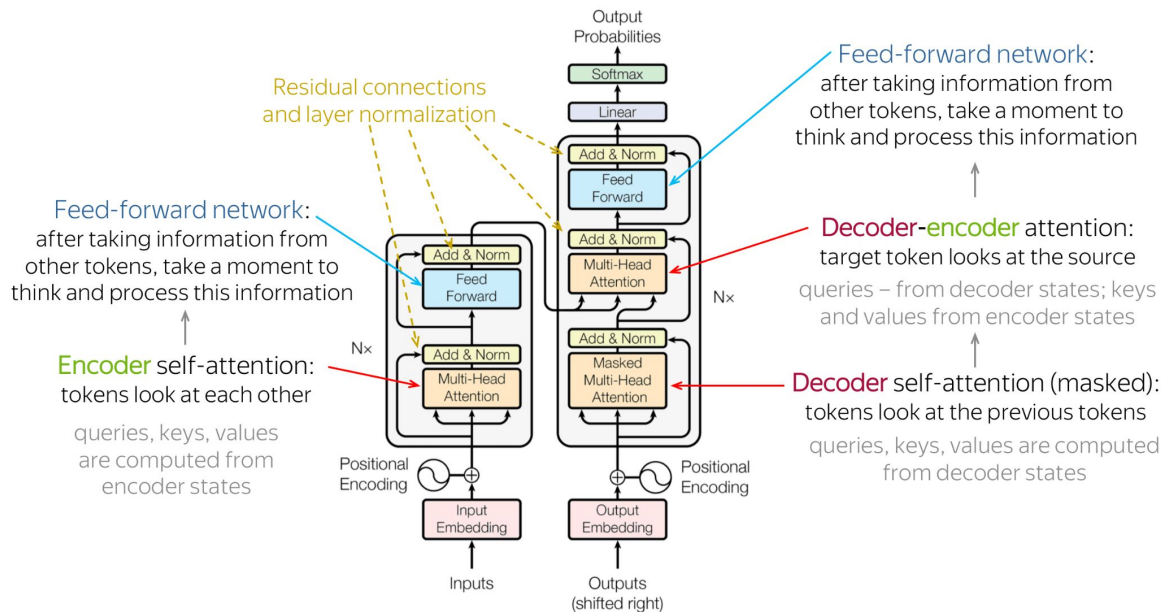 Output
Probabilities
Softmax
Linear
Add & Norm
Feed
Forward
Add & Norm
Multi-Head
Attention
Nx
Add & Norm
Masked
Multi-Head
Attention
Positional
Encoding
Output
Embedding
Outputs
(shifted right)
Residual connections
and layer normalization
Feed-forward network:
after taking information from
other tokens, take a moment to
think and process this information
Encoder self-attention:
tokens look at each other
queries, keys, values
are computed from
encoder states
Add & Norm
Feed
Forward
Nx
Add & Norm
Multi-Head
Attention
Positional
Encoding
Input
Embedding
Inputs
Feed-forward network:
after taking information from
other tokens, take a moment to
think and process this information
Decoder-encoder attention:
target token looks at the source
queries – from decoder states; keys
and values from encoder states
Decoder self-attention (masked):
tokens look at the previous tokens
queries, keys, values are computed
from decoder states